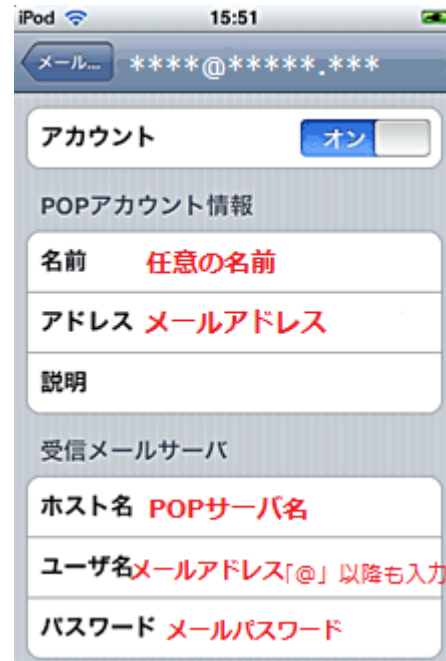 iPod 15:51
メール... ****@*****.***
アカウント オン
POPアカウント情報
名前 任意の名前
アドレス メールアドレス
説明
受信メールサーバ
ホスト名 POPサーバ名
ユーザ名メールアドレス「@」以降も入力
パスワード メールパスワード